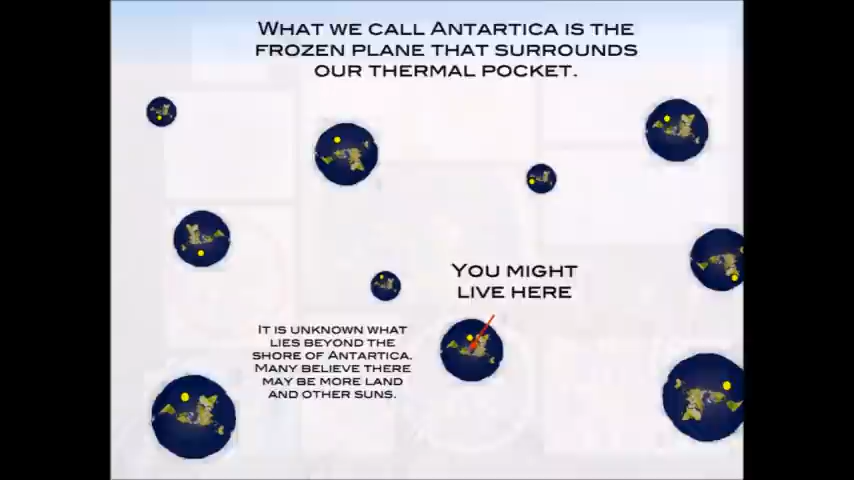 What we call Antartica is the
frozen plane that surrounds
our thermal pocket.
You might
live here
It is unknown what
lies beyond the
shore of Antartica.
Many believe there
may be more land
and other suns.